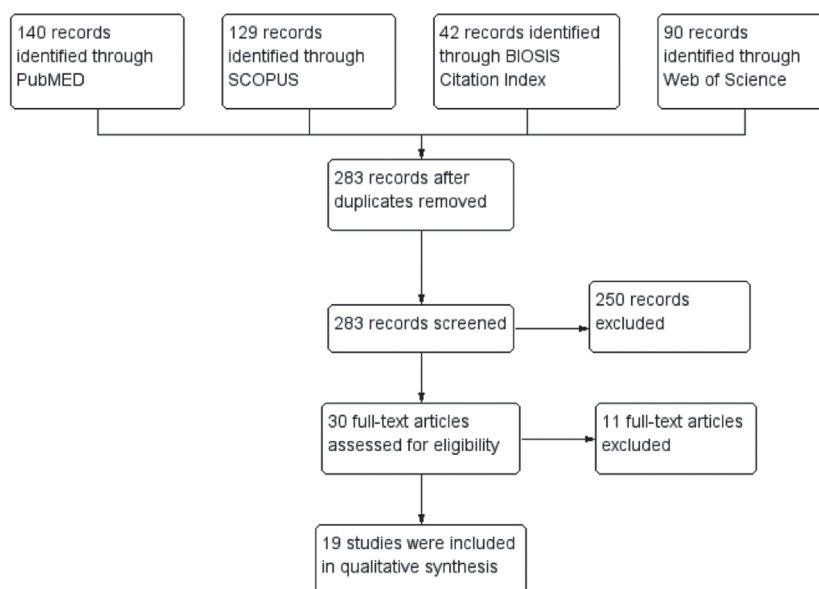 140 records
identified through
PubMED
129 records
identified through
SCOPUS
42 records identified
through BIOSIS
Citation Index
90 records
identified through
Web of Science
283 records after
duplicates removed
283 records screened
250 records
excluded
30 full-text articles
assessed for eligibility
11 full-text articles
excluded
19 studies were included
in qualitative synthesis